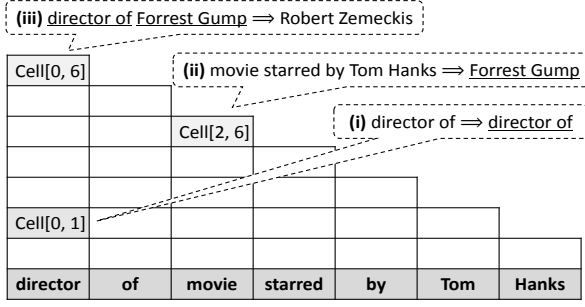 (iii) director of Forrest Gump ⟹ Robert Zemeckis
Cell[0, 6]
(ii) movie starred by Tom Hanks ⟹ Forrest Gump
Cell[2, 6]
(i) director of ⟹ director of
Cell[0, 1]
director of movie starred by Tom Hanks